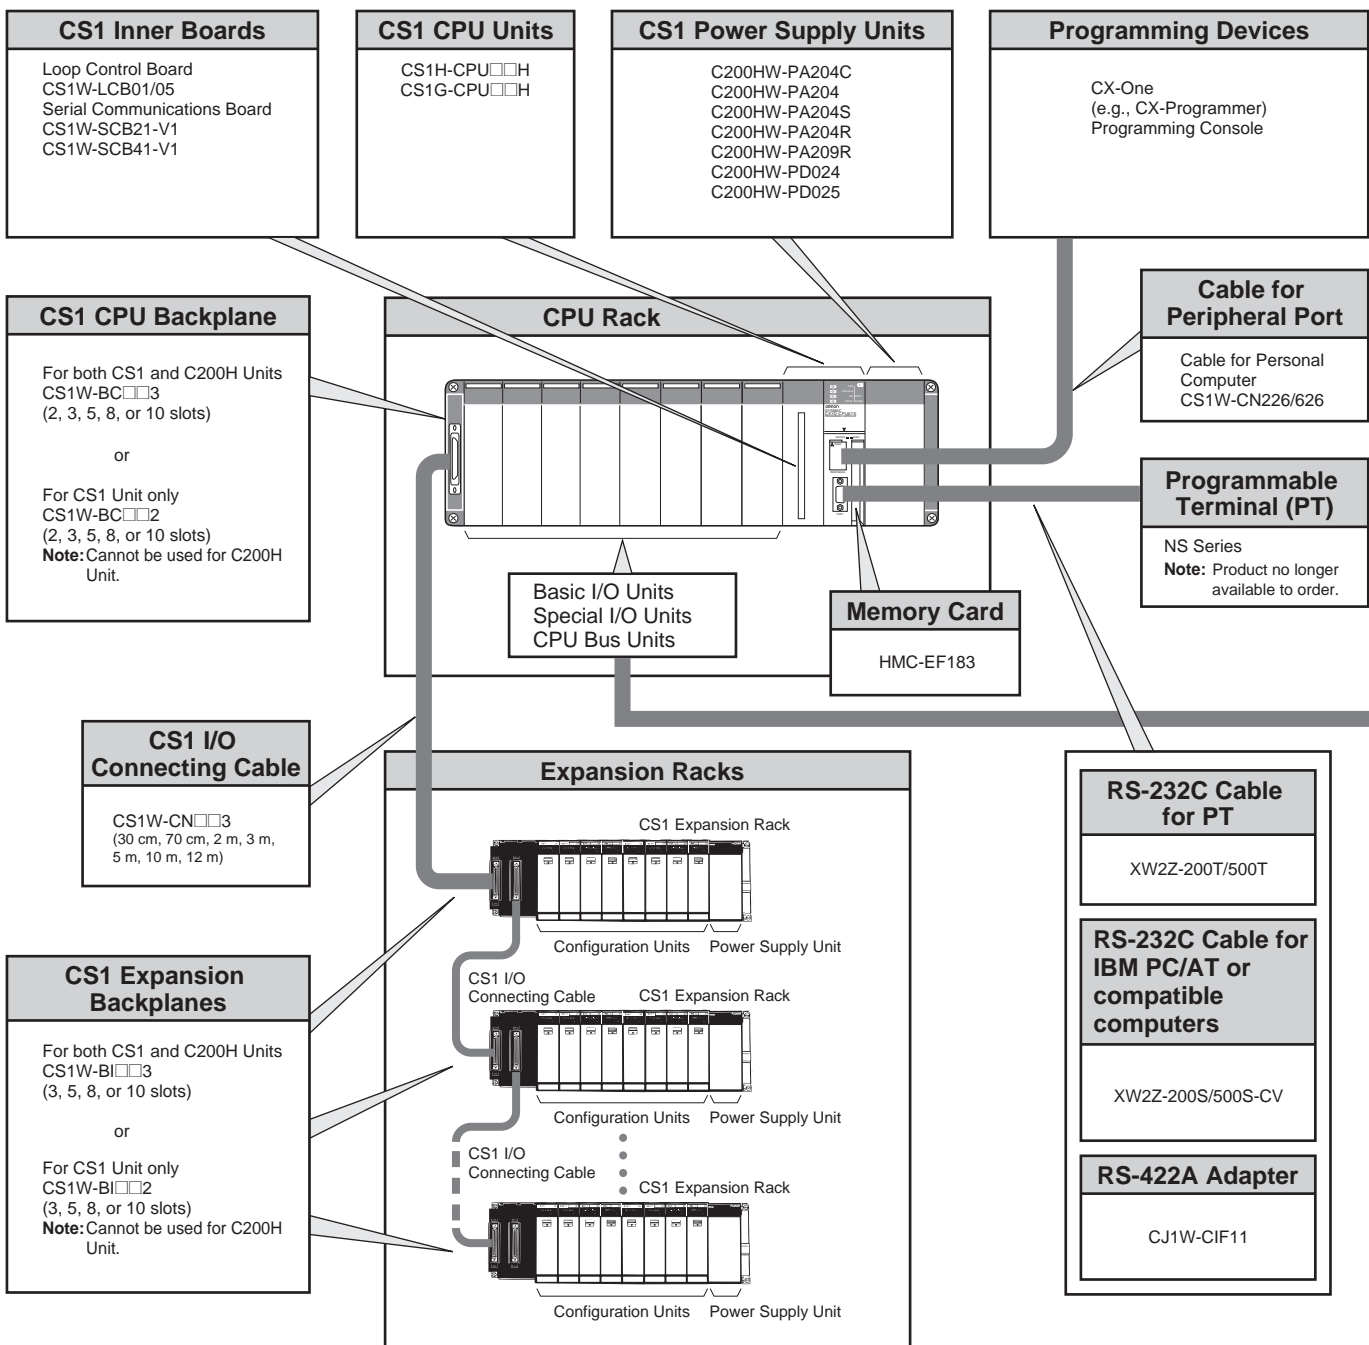 CS1 Inner Boards
Loop Control Board
CS1W-LCB01/05
Serial Communications Board
CS1W-SCB21-V1
CS1W-SCB41-V1
CS1 CPU Units
CS1H-CPU□□H
CS1G-CPU□□H
CS1 Power Supply Units
C200HW-PA204C
C200HW-PA204
C200HW-PA204S
C200HW-PA204R
C200HW-PA209R
C200HW-PD024
C200HW-PD025
Programming Devices
CX-One
(e.g., CX-Programmer)
Programming Console
CS1 CPU Backplane
For both CS1 and C200H Units
CS1W-BC□□3
(2, 3, 5, 8, or 10 slots)
or
For CS1 Unit only
CS1W-BC□□2
(2, 3, 5, 8, or 10 slots)
Note: Cannot be used for C200H
Unit.
CPU Rack
Basic I/O Units
Special I/O Units
CPU Bus Units
Memory Card
HMC-EF183
Cable for
Peripheral Port
Cable for Personal
Computer
CS1W-CN226/626
Programmable
Terminal (PT)
NS Series
Note: Product no longer
available to order.
CS1 I/O
Connecting Cable
CS1W-CN□□3
(30 cm, 70 cm, 2 m, 3 m,
5 m, 10 m, 12 m)
Expansion Racks
CS1 Expansion Rack
Configuration Units Power Supply Unit
CS1 I/O
Connecting Cable
CS1 Expansion Rack
Configuration Units Power Supply Unit
CS1 I/O
Connecting Cable
CS1 Expansion Rack
Configuration Units Power Supply Unit
CS1 Expansion
Backplanes
For both CS1 and C200H Units
CS1W-BI□□3
(3, 5, 8, or 10 slots)
or
For CS1 Unit only
CS1W-BI□□2
(3, 5, 8, or 10 slots)
Note: Cannot be used for C200H
Unit.
RS-232C Cable
for PT
XW2Z-200T/500T
RS-232C Cable for
IBM PC/AT or
compatible
computers
XW2Z-200S/500S-CV
RS-422A Adapter
CJ1W-CIF11